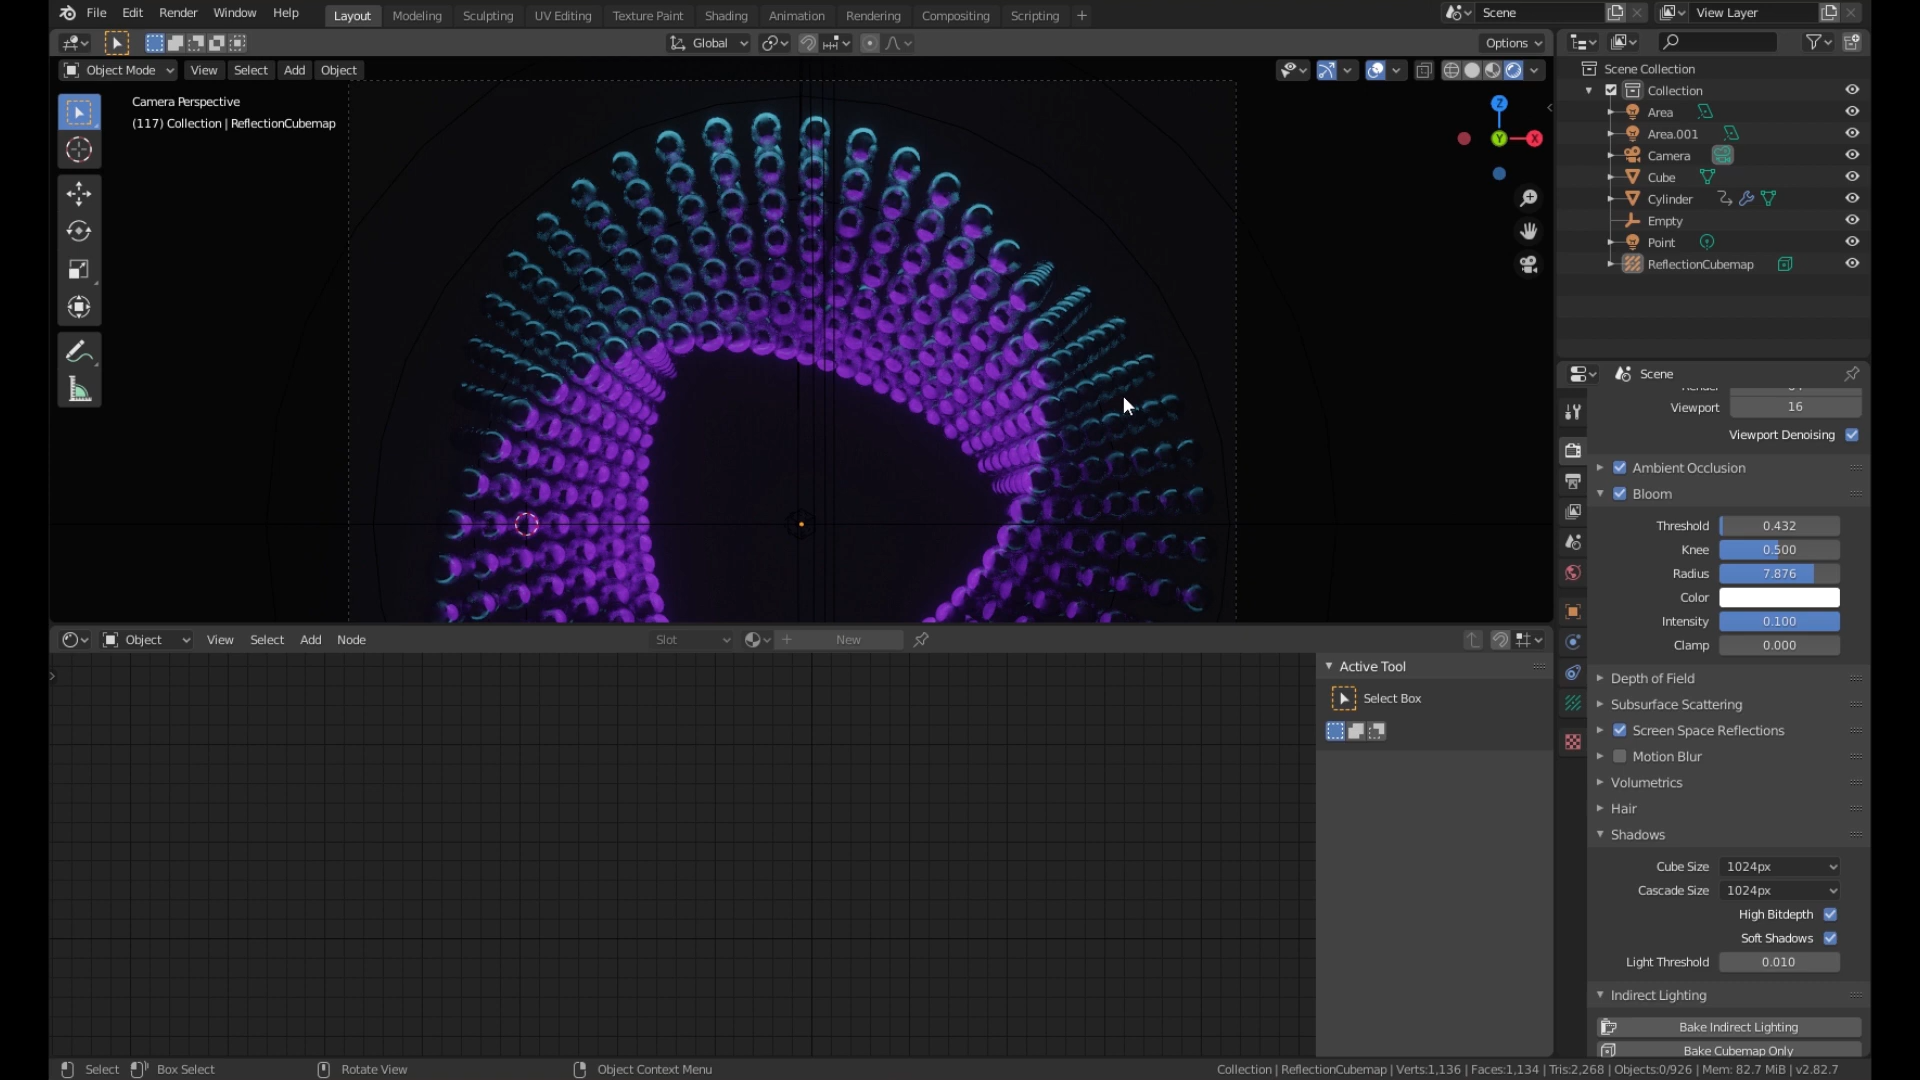 File Edit Render Window Help Layout Modeling Sculpting UV Editing Texture Paint Shading Animation Rendering Compositing Scripting + Scene View Layer
Global Options
Object Mode View Select Add Object
Camera Perspective
(117) Collection | ReflectionCubemap
Z
Y
X
Scene Collection
Collection
Area
Area.001
Camera
Cube
Cylinder
Empty
Point
ReflectionCubemap
Scene
Viewport 16
Viewport Denoising
Ambient Occlusion
Bloom
Threshold 0.432
Knee 0.500
Radius 7.876
Color
Intensity 0.100
Clamp 0.000
Depth of Field
Subsurface Scattering
Screen Space Reflections
Motion Blur
Volumetrics
Hair
Shadows
Cube Size 1024px
Cascade Size 1024px
High Bitdepth
Soft Shadows
Light Threshold 0.010
Indirect Lighting
Bake Indirect Lighting
Bake Cubemap Only
Object View Select Add Node Slot New
Active Tool
Select Box
Select Box Select Rotate View Object Context Menu Collection | ReflectionCubemap | Verts:1,136 | Faces:1,134 | Tris:2,268 | Objects:0/926 | Mem: 82.7 MiB | v2.82.7